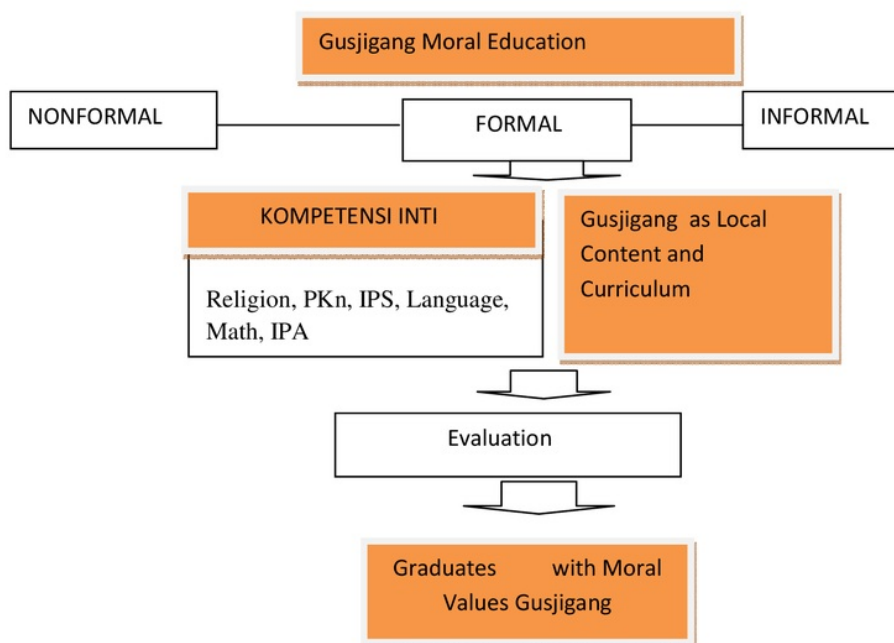 Gusjigang Moral Education
NONFORMAL
FORMAL
INFORMAL
KOMPETENSI INTI
Religion, PKn, IPS, Language,
Math, IPA
Gusjigang as Local
Content and
Curriculum
Evaluation
Graduates with Moral
Values Gusjigang